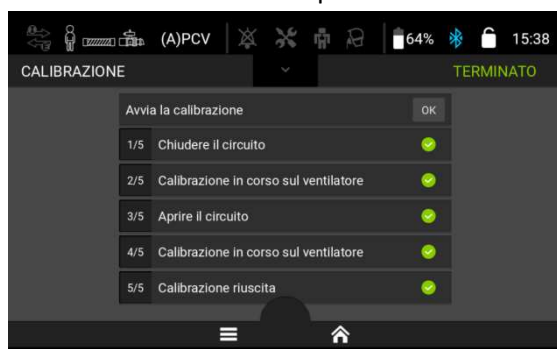 (A)PCV 64% 15:38
CALIBRAZIONE TERMINATO
Avvia la calibrazione OK
1/5 Chiudere il circuito
2/5 Calibrazione in corso sul ventilatore
3/5 Aprire il circuito
4/5 Calibrazione in corso sul ventilatore
5/5 Calibrazione riuscita